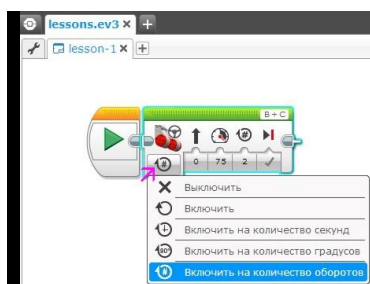 lessons.ev3 × +
lesson-1 × +
B + C
# 0 75 2
Выключить
Включить
Включить на количество секунд
90° Включить на количество градусов
# Включить на количество оборотов